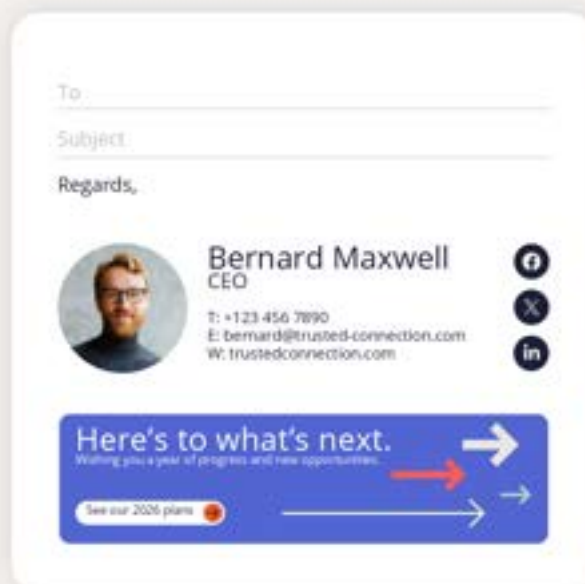 To
Subject
Regards,
Bernard Maxwell
CEO
T: +123 456 7890
E: bernard@trusted-connection.com
W: trustedconnection.com
Here's to what's next.
Wishing you a year of progress and new opportunities.
See our 2026 plans